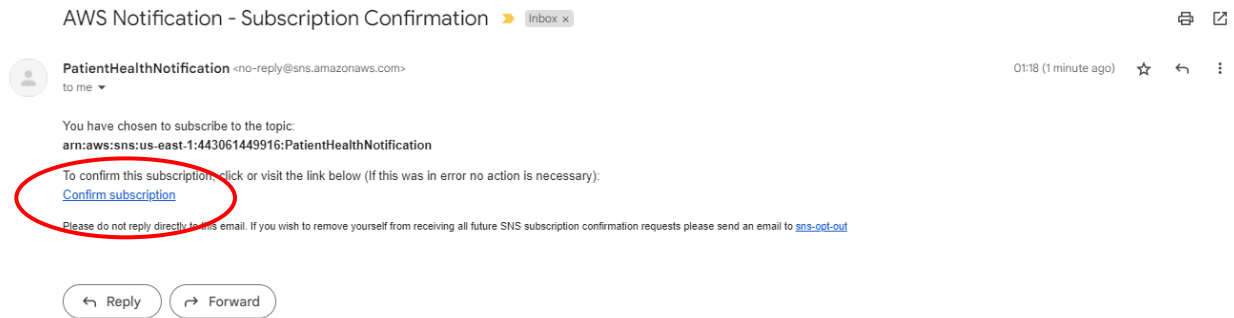 AWS Notification - Subscription Confirmation Inbox ×
PatientHealthNotification <no-reply@sns.amazonaws.com> 01:18 (1 minute ago)
to me
You have chosen to subscribe to the topic:
arn:aws:sns:us-east-1:443061449916:PatientHealthNotification
To confirm this subscription, click or visit the link below (If this was in error no action is necessary):
Confirm subscription
Please do not reply directly to this email. If you wish to remove yourself from receiving all future SNS subscription confirmation requests please send an email to sns-opt-out
Reply Forward